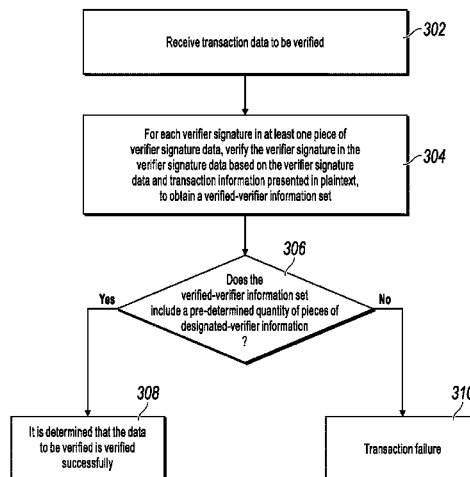 302
Receive transaction data to be verified
304
For each verifier signature in at least one piece of
verifier signature data, verify the verifier signature in the
verifier signature data based on the verifier signature
data and transaction information presented in plaintext,
to obtain a verified-verifier information set
306
Does the
verified-verifier information set
include a pre-determined quantity of pieces of
designated-verifier information
?
Yes
No
308
It is determined that the data
to be verified is verified
successfully
310
Transaction failure